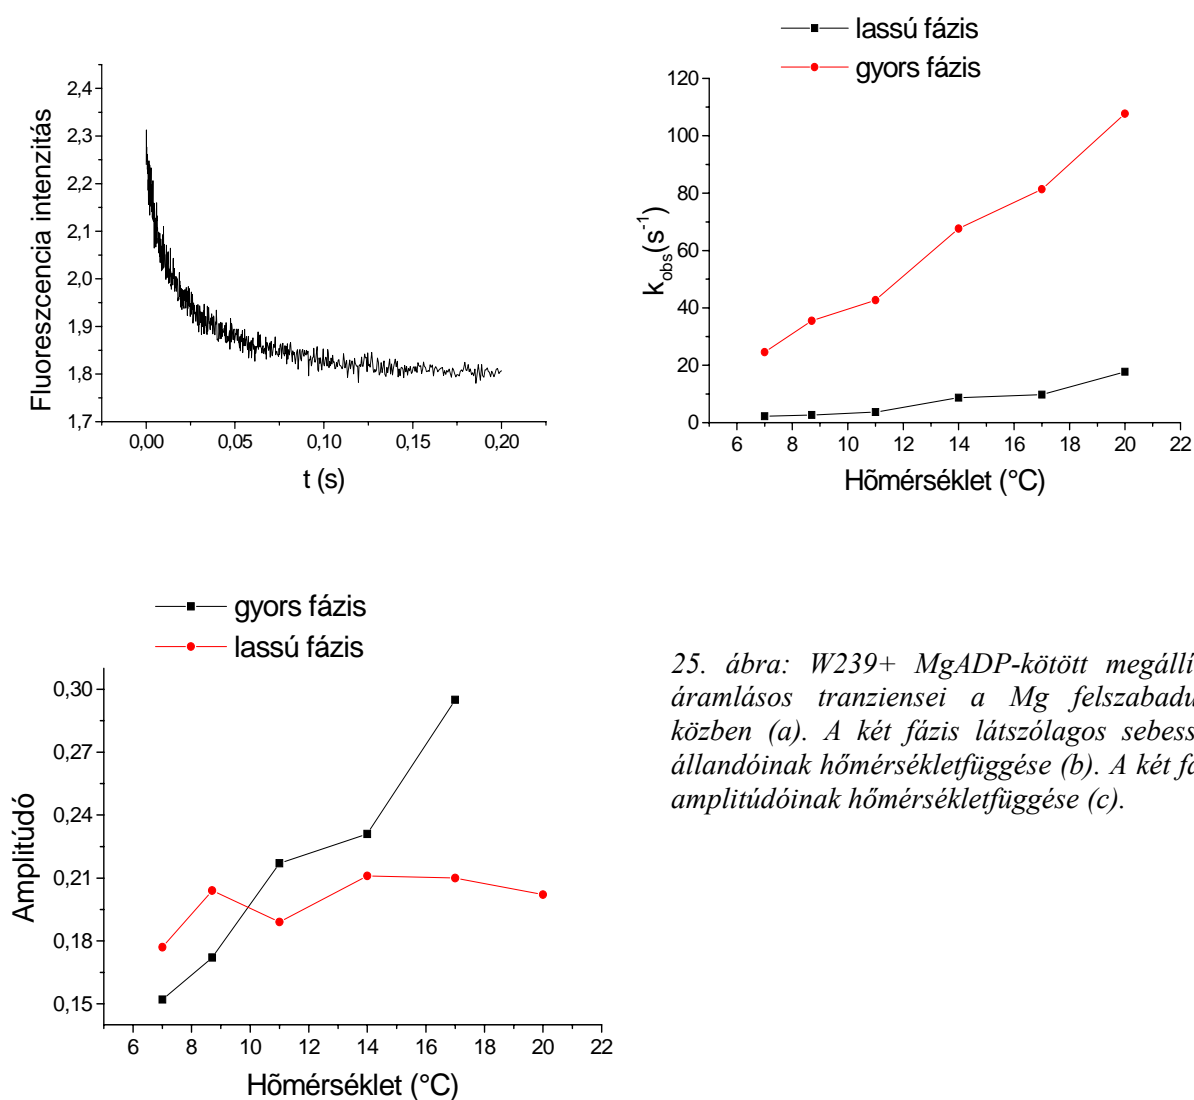 2,4
2,3
2,2
2,1
2,0
1,9
1,8
1,7
Fluoreszcencia intenzitás
0,00 0,05 0,10 0,15 0,20
t (s)
lassú fázis
gyors fázis
120
100
80
60
40
20
0
k_obs(s^-1)
6 8 10 12 14 16 18 20 22
Hõmérséklet (°C)
gyors fázis
lassú fázis
0,30
0,27
0,24
0,21
0,18
0,15
Amplitúdó
6 8 10 12 14 16 18 20 22
Hõmérséklet (°C)
25. ábra: W239+ MgADP-kötött megállí
áramlásos tranziensei a Mg felszabadu
közben (a). A két fázis látszólagos sebess
állandóinak hőmérsékletfüggése (b). A két fá
amplitúdóinak hőmérsékletfüggése (c).